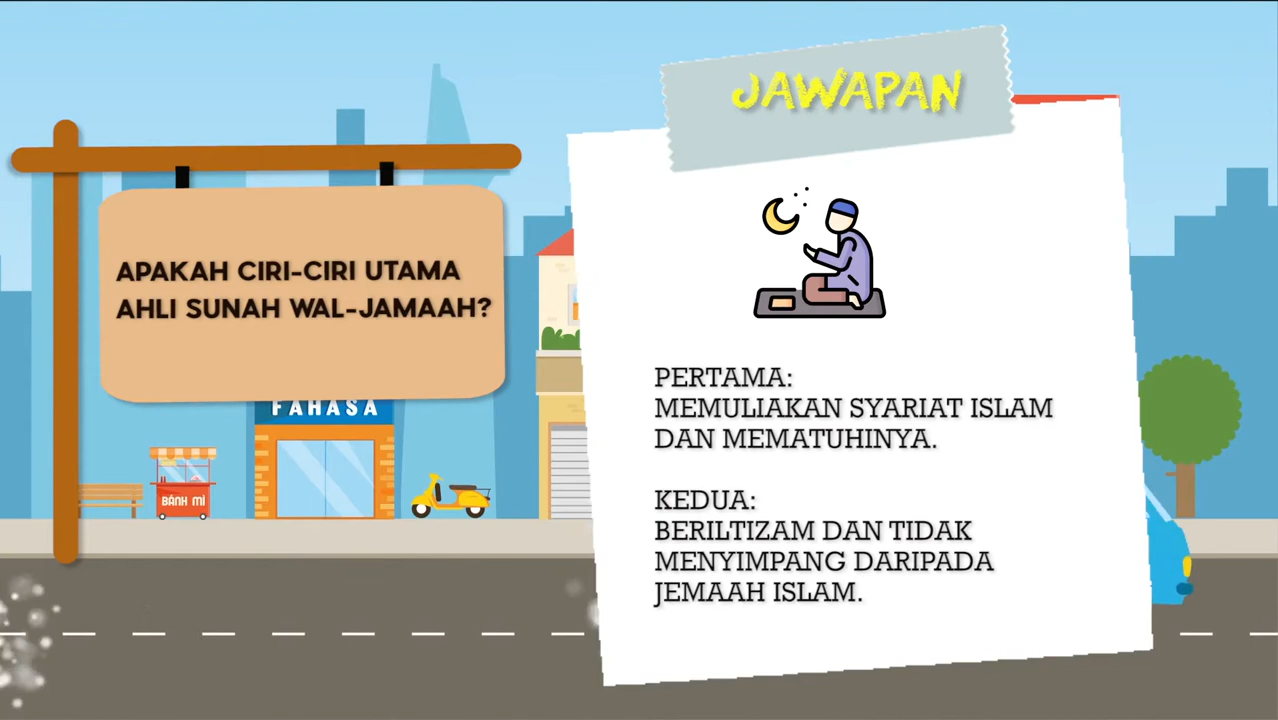 APAKAH CIRI-CIRI UTAMA
AHLI SUNAH WAL-JAMAAH?
FAHASA
BÁNH MÌ
JAWAPAN
PERTAMA:
MEMULIAKAN SYARIAT ISLAM
DAN MEMATUHINYA.
KEDUA:
BERILTIZAM DAN TIDAK
MENYIMPANG DARIPADA
JEMAAH ISLAM.